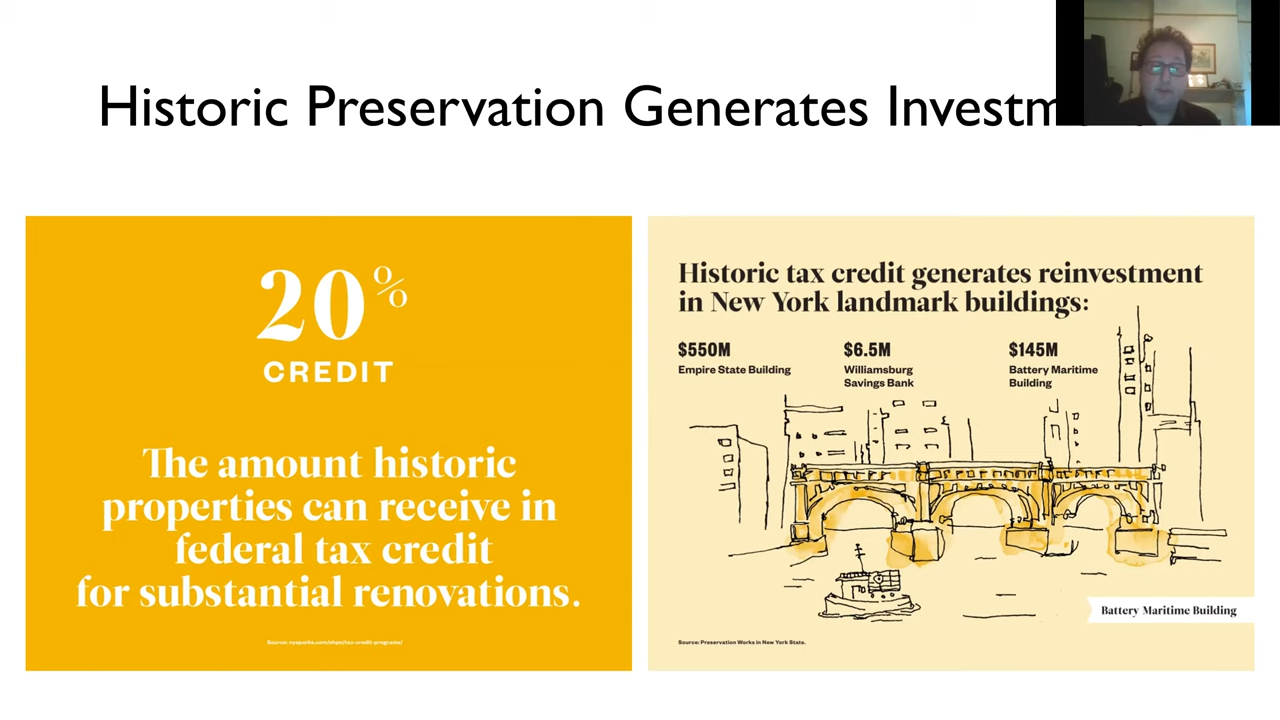 Historic Preservation Generates Investm
20%
CREDIT
The amount historic
properties can receive in
federal tax credit
for substantial renovations.
Source: nysparks.com/shpo/tax-credit-programs/
Historic tax credit generates reinvestment
in New York landmark buildings:
$550M
Empire State Building
$6.5M
Williamsburg
Savings Bank
$145M
Battery Maritime
Building
Battery Maritime Building
Source: Preservation Works in New York State.